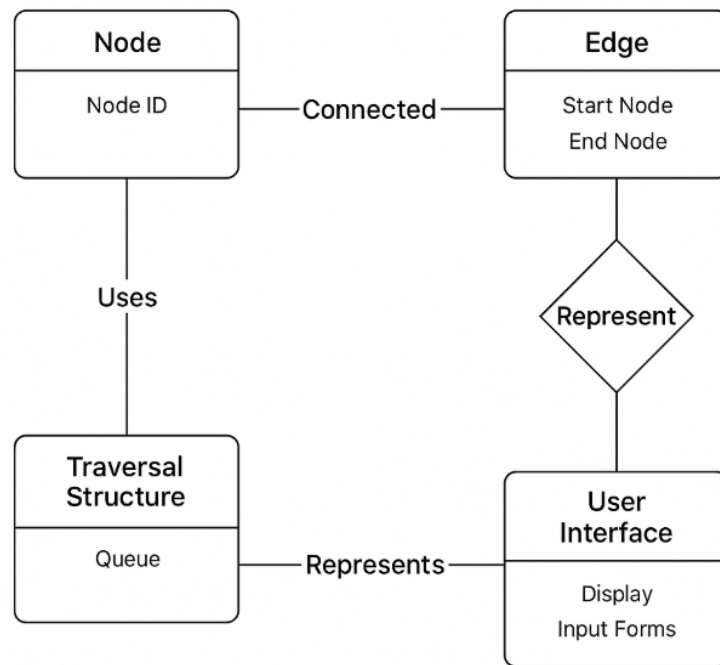 Node
Node ID
Connected
Edge
Start Node
End Node
Uses
Represent
Traversal
Structure
Queue
Represents
User
Interface
Display
Input Forms